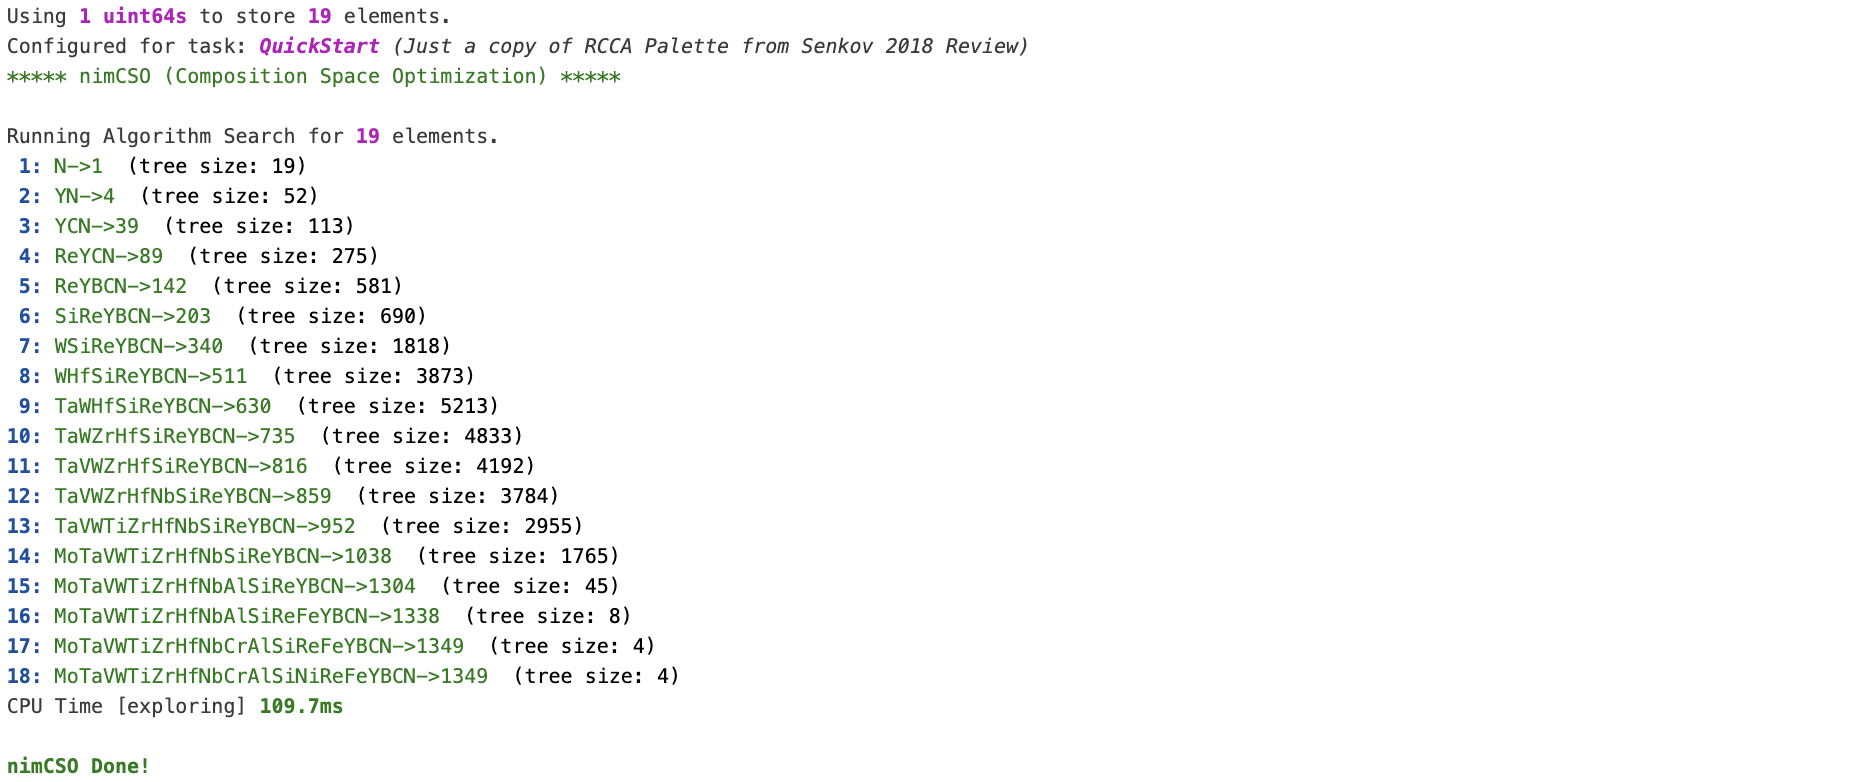 Using 1 uint64s to store 19 elements.
Configured for task: QuickStart (Just a copy of RCCA Palette from Senkov 2018 Review)
***** nimCSO (Composition Space Optimization) *****
Running Algorithm Search for 19 elements.
1: N->1 (tree size: 19)
2: YN->4 (tree size: 52)
3: YCN->39 (tree size: 113)
4: ReYCN->89 (tree size: 275)
5: ReYBCN->142 (tree size: 581)
6: SiReYBCN->203 (tree size: 690)
7: WSiReYBCN->340 (tree size: 1818)
8: WHfSiReYBCN->511 (tree size: 3873)
9: TaWHfSiReYBCN->630 (tree size: 5213)
10: TaWZrHfSiReYBCN->735 (tree size: 4833)
11: TaVWZrHfSiReYBCN->816 (tree size: 4192)
12: TaVWZrHfNbSiReYBCN->859 (tree size: 3784)
13: TaVWTiZrHfNbSiReYBCN->952 (tree size: 2955)
14: MoTaVWTiZrHfNbSiReYBCN->1038 (tree size: 1765)
15: MoTaVWTiZrHfNbAlSiReYBCN->1304 (tree size: 45)
16: MoTaVWTiZrHfNbAlSiReFeYBCN->1338 (tree size: 8)
17: MoTaVWTiZrHfNbCrAlSiReFeYBCN->1349 (tree size: 4)
18: MoTaVWTiZrHfNbCrAlSiNiReFeYBCN->1349 (tree size: 4)
CPU Time [exploring] 109.7ms
nimCSO Done!